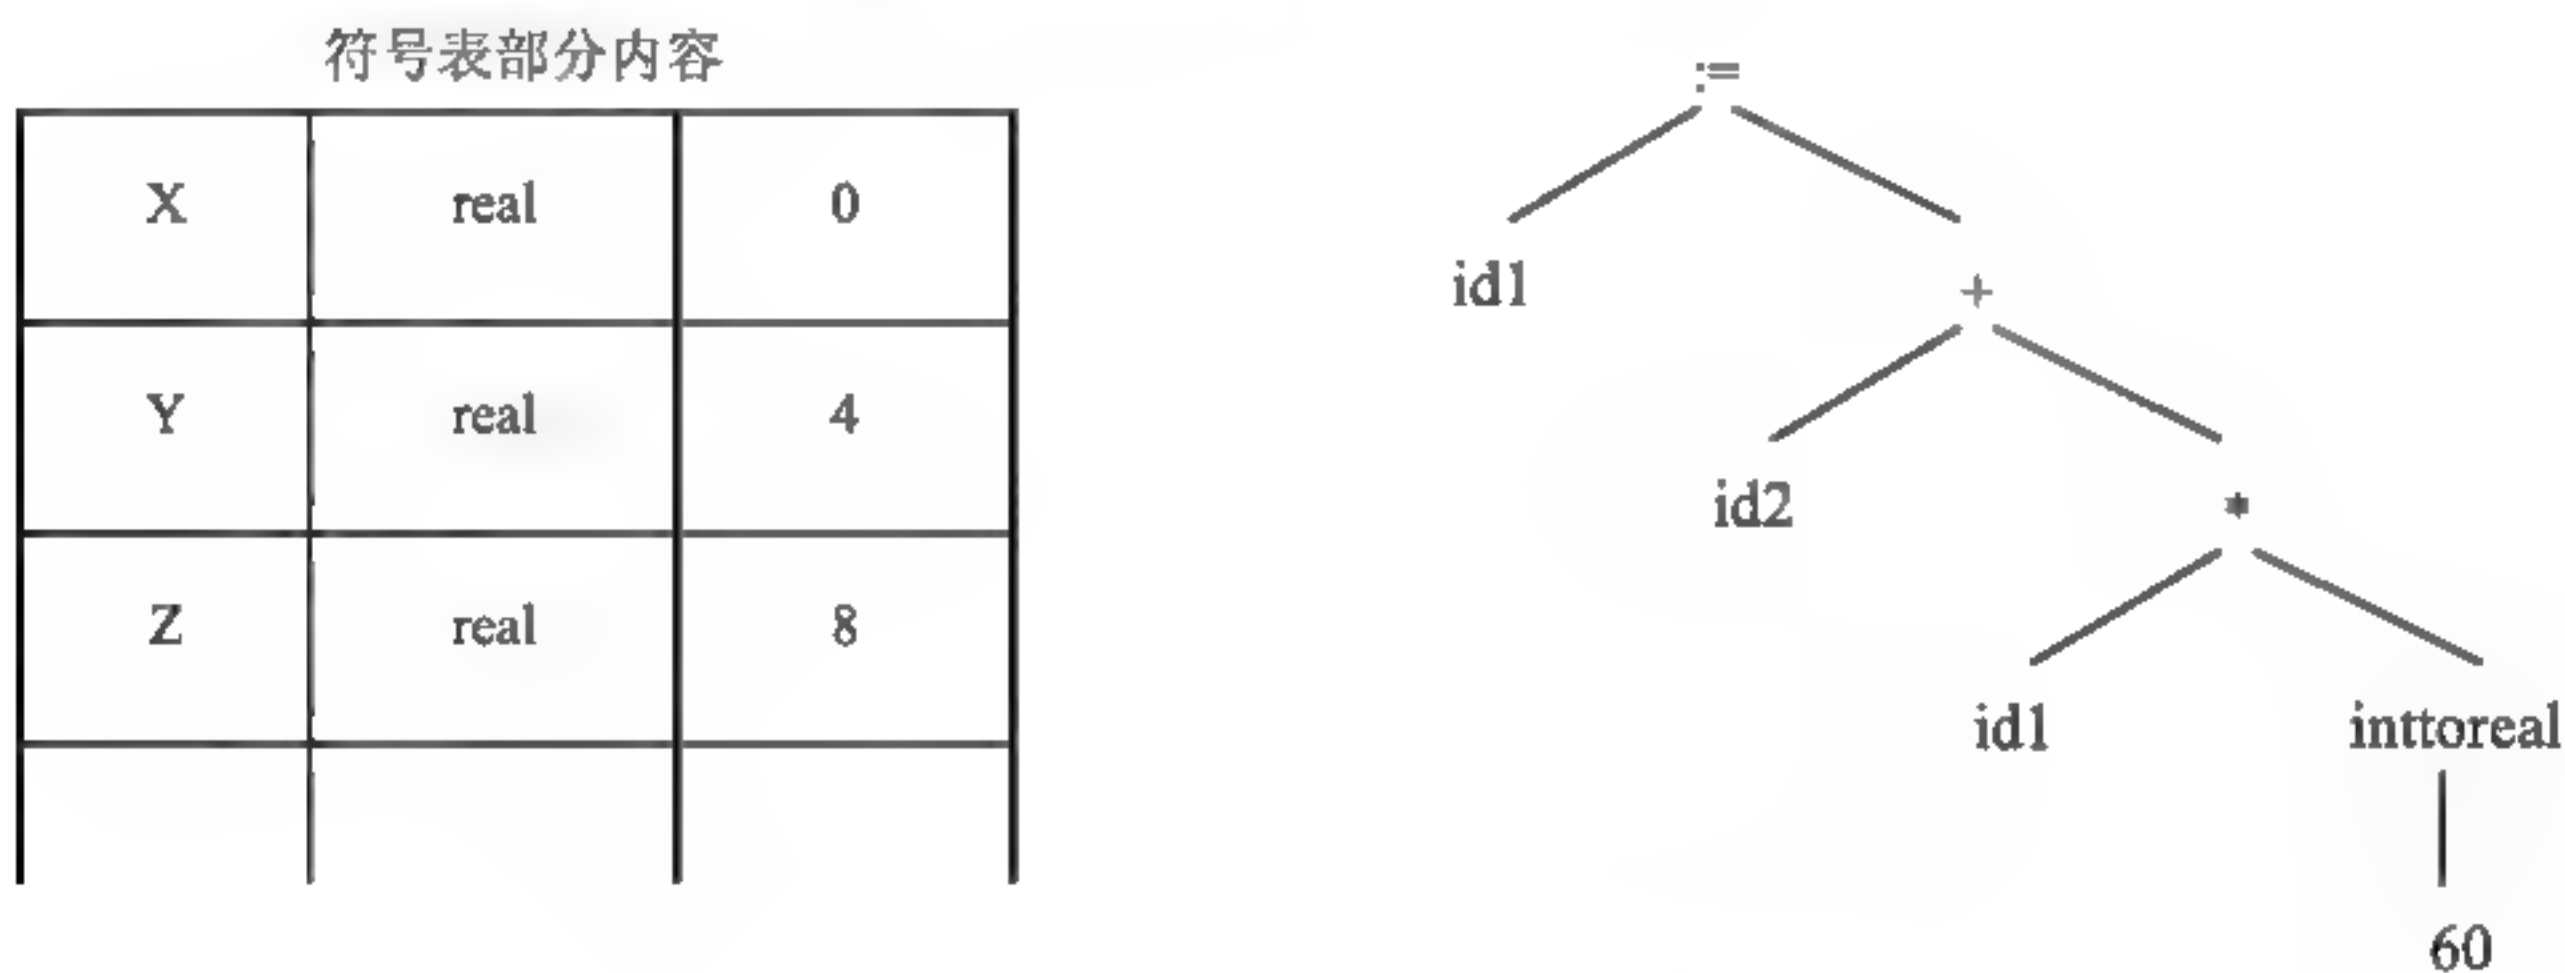 符号表部分内容
X real 0
Y real 4
Z real 8
:=
id1
+
id2
*
id1 inttoreal
60